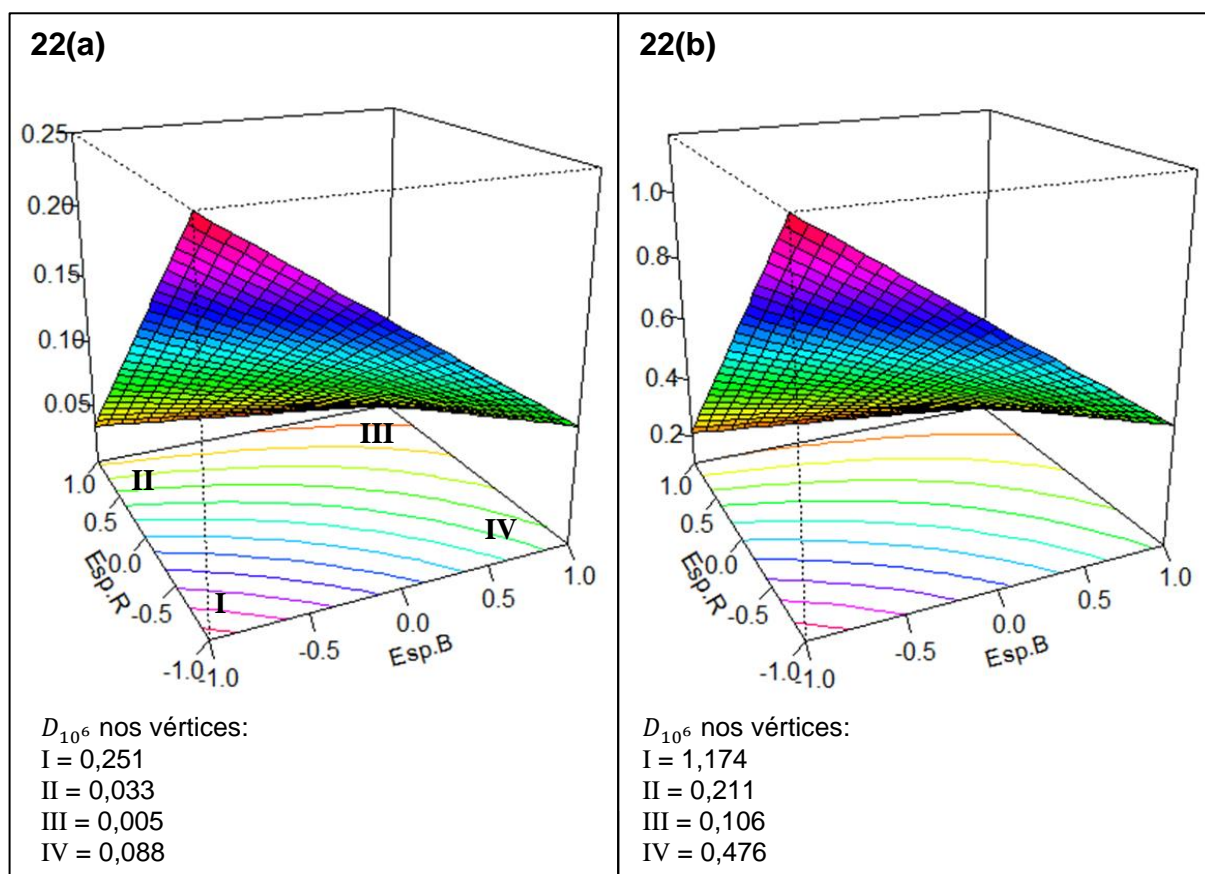 22(a)
0.25
0.20
0.15
0.10
0.05
1.0
0.5
0.0
-0.5
-1.0
Esp.R
-1.0
-0.5
0.0
0.5
1.0
Esp.B
I
II
III
IV
𝐷₁₀⁶ nos vértices:
I = 0,251
II = 0,033
III = 0,005
IV = 0,088
22(b)
1.0
0.8
0.6
0.4
0.2
1.0
0.5
0.0
-0.5
-1.0
Esp.R
-1.0
-0.5
0.0
0.5
1.0
Esp.B
𝐷₁₀⁶ nos vértices:
I = 1,174
II = 0,211
III = 0,106
IV = 0,476